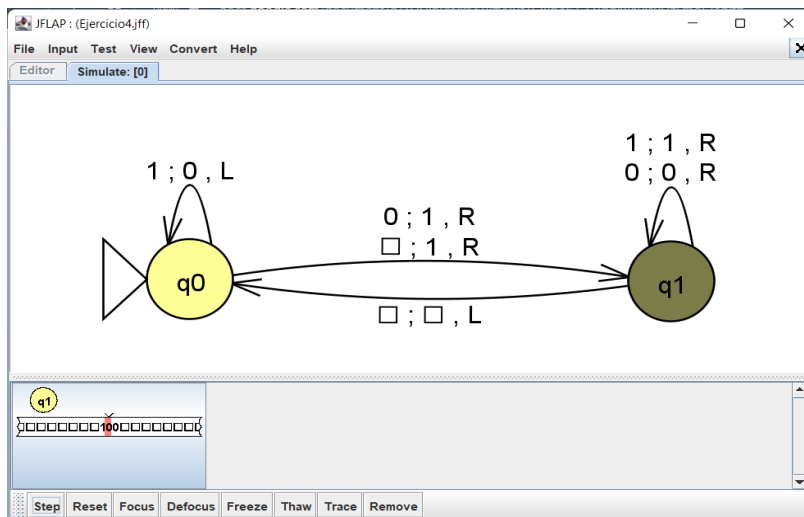 JFLAP : (Ejercicio4.jff)
File Input Test View Convert Help
Editor Simulate: [0]
1 ; 0 , L
0 ; 1 , R
□ ; 1 , R
1 ; 1 , R
0 ; 0 , R
q0
q1
□ ; □ , L
q1
□□□□□□□□100□□□□□□□□□
Step Reset Focus Defocus Freeze Thaw Trace Remove